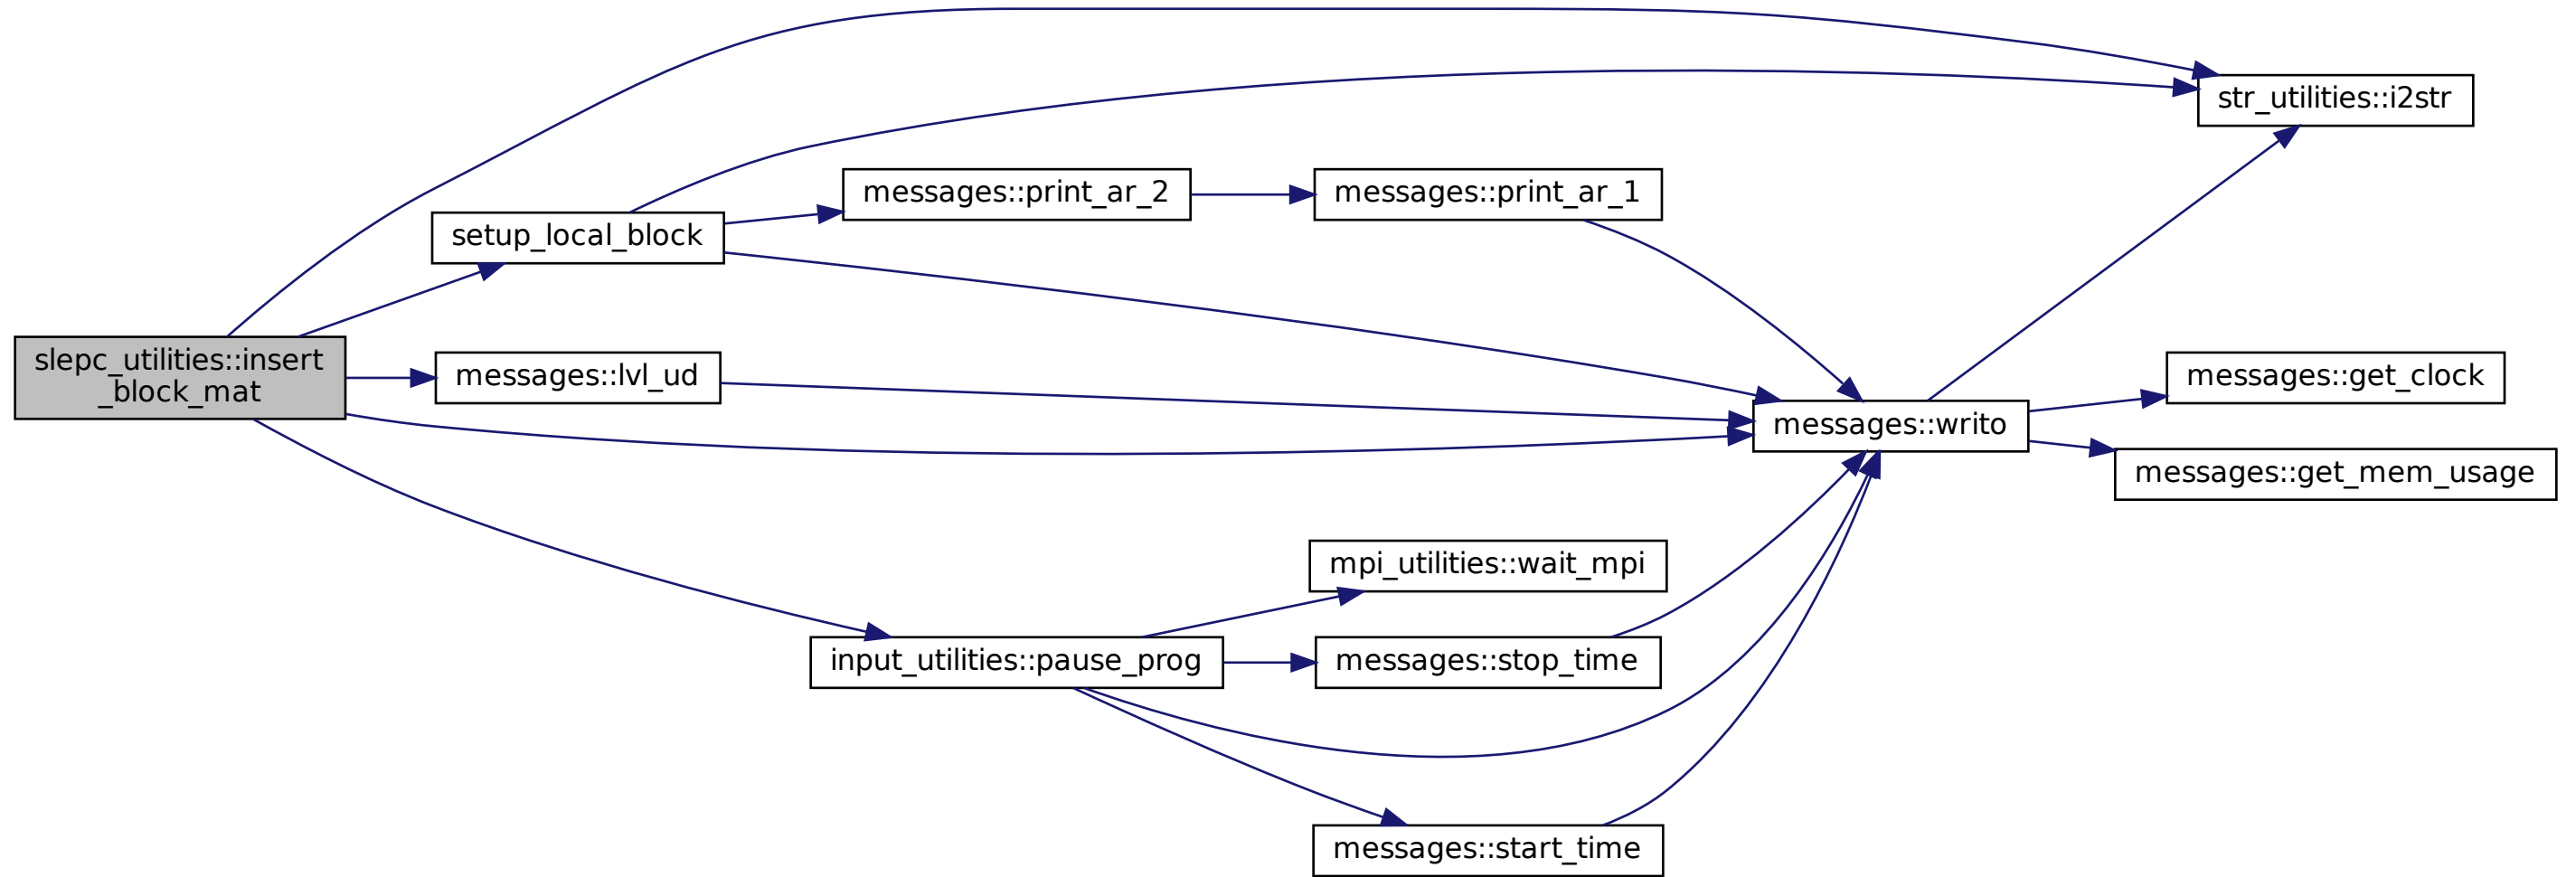 str_utilities::i2str
messages::print_ar_2
messages::print_ar_1
setup_local_block
slepc_utilities::insert
_block_mat
messages::lvl_ud
messages::get_clock
messages::writo
messages::get_mem_usage
mpi_utilities::wait_mpi
input_utilities::pause_prog
messages::stop_time
messages::start_time